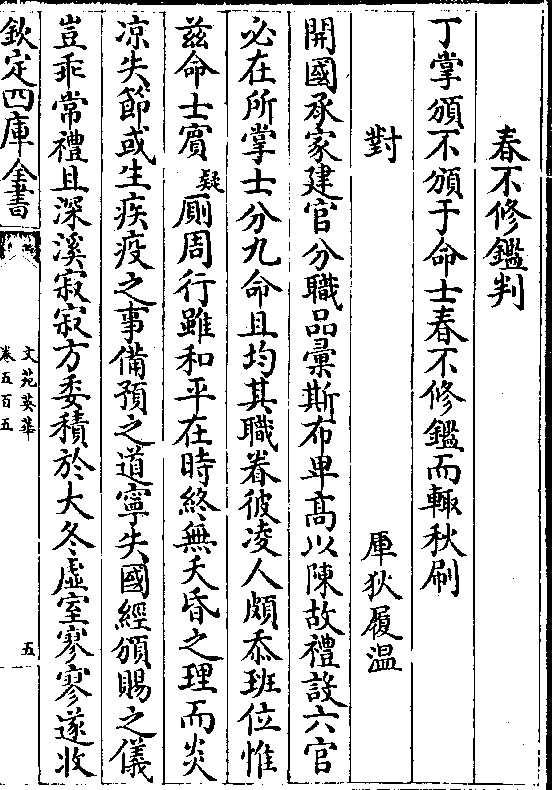 春不修鑑判
丁掌頒不頒于命士春不修鑑而輙秋刷
對　厙狄履温
開國承家建官分職品彙斯布卑高以陳故禮設六官
必在所掌士分九命且均其職眷彼凌人頗忝班位惟
兹命士賓疑厠周行雖和平在時終無夭昏之理而炎
凉失節或生疾疫之事備預之道寧失國經頒賜之儀
豈乖常禮且深溪寂寂方委積於大冬虚室寥寥遂收
欽定四庫全書
文苑英華
卷五百五
五